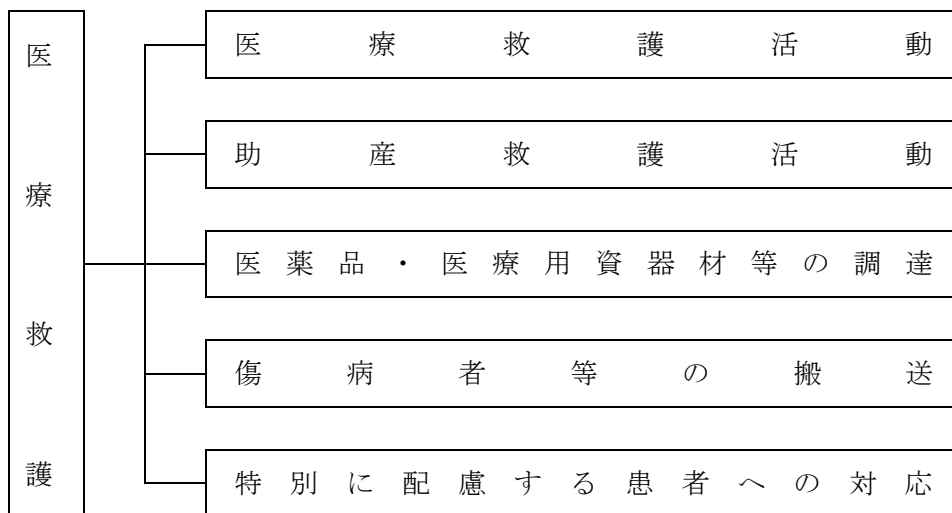 医療救護
医療救護活動
助産救護活動
医薬品・医療用資器材等の調達
傷病者等の搬送
特別に配慮する患者への対応